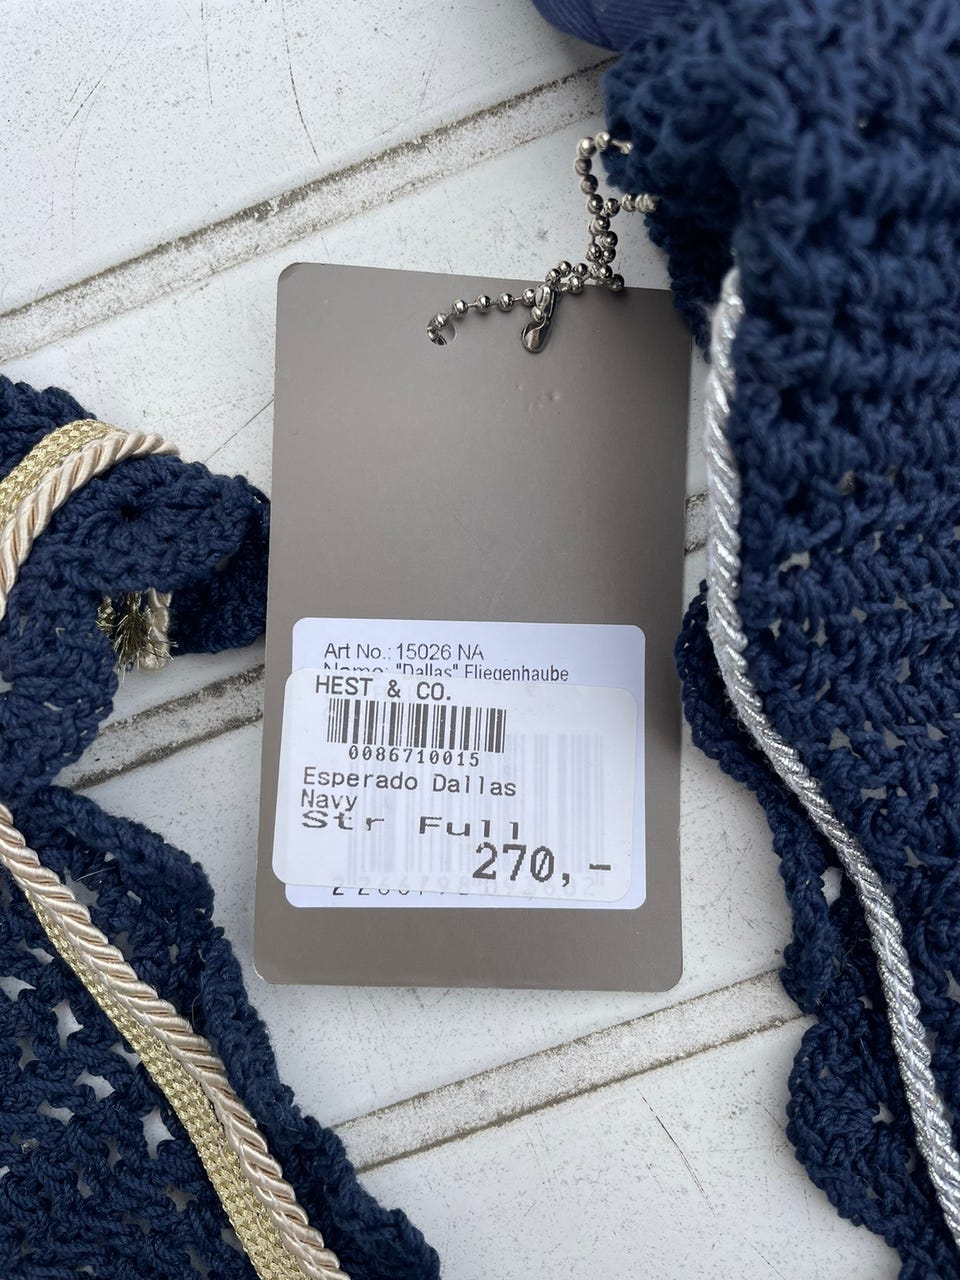 Art No.: 15026 NA
Name: "Dallas" Fliegenhaube
HEST & CO.
0086710015
Esperado Dallas
Navy
Str Full
270,-